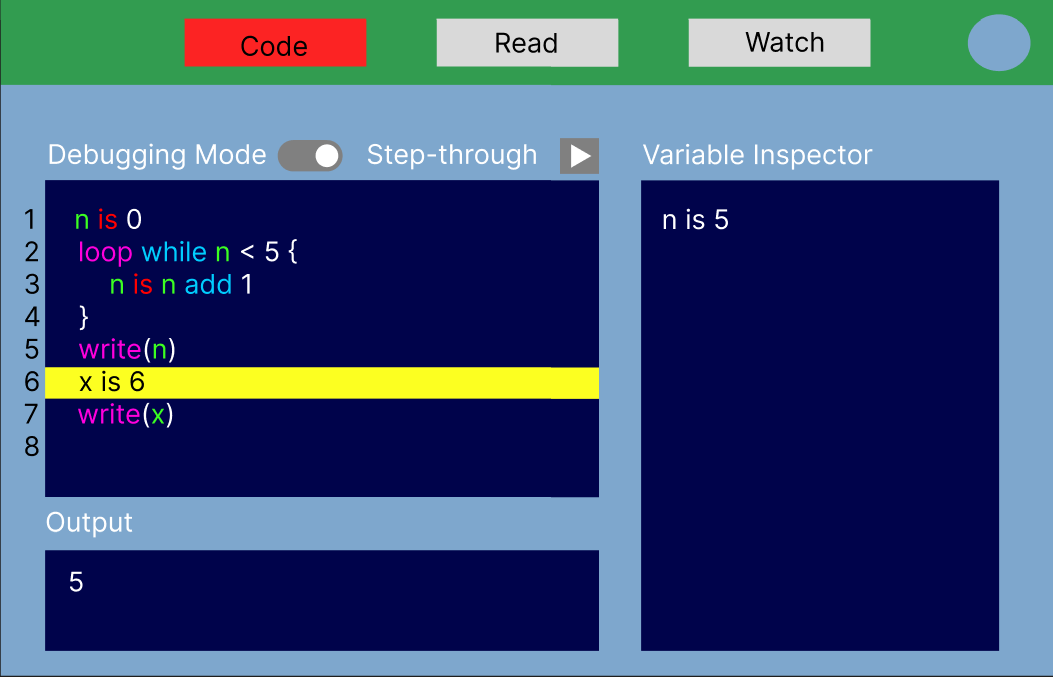 Code Read Watch
Debugging Mode Step-through Variable Inspector
1 n is 0
2 loop while n < 5 {
3 n is n add 1
4 }
5 write(n)
6 x is 6
7 write(x)
8
n is 5
Output
5